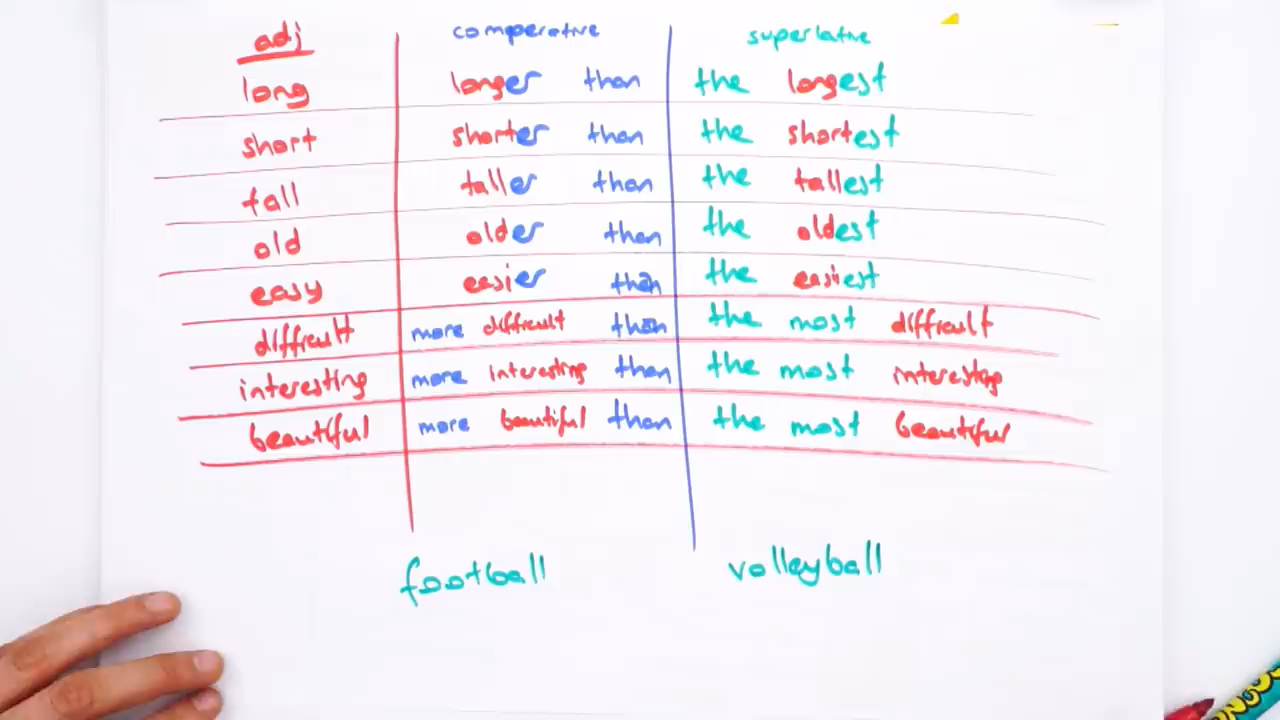 adj comperative superlative
long longer than the longest
short shorter than the shortest
tall taller than the tallest
old older than the oldest
easy easier than the easiest
difficult more difficult than the most difficult
interesting more interesting than the most interesting
beautiful more beautiful than the most beautiful
football volleyball